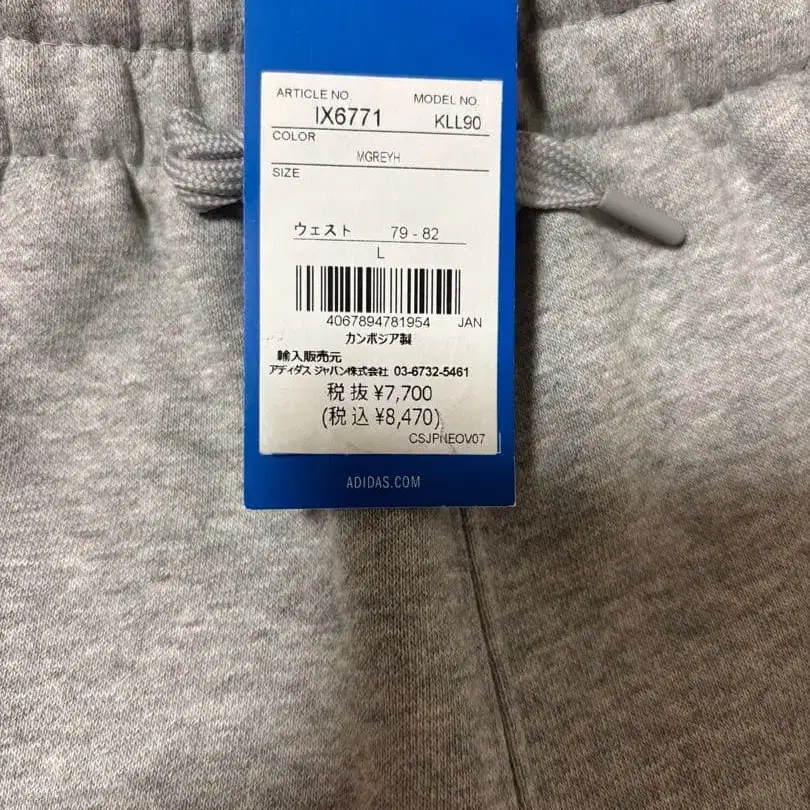 ARTICLE NO. MODEL NO.
IX6771 KLL90
COLOR
MGREYH
SIZE
ウェスト 79 - 82
L
4067894781954 JAN
カンボジア製
輸入販売元
アディダス ジャパン株式会社 03-6732-5461
税抜 ¥7,700
(税込 ¥8,470)
CSJPNEOV07
ADIDAS.COM